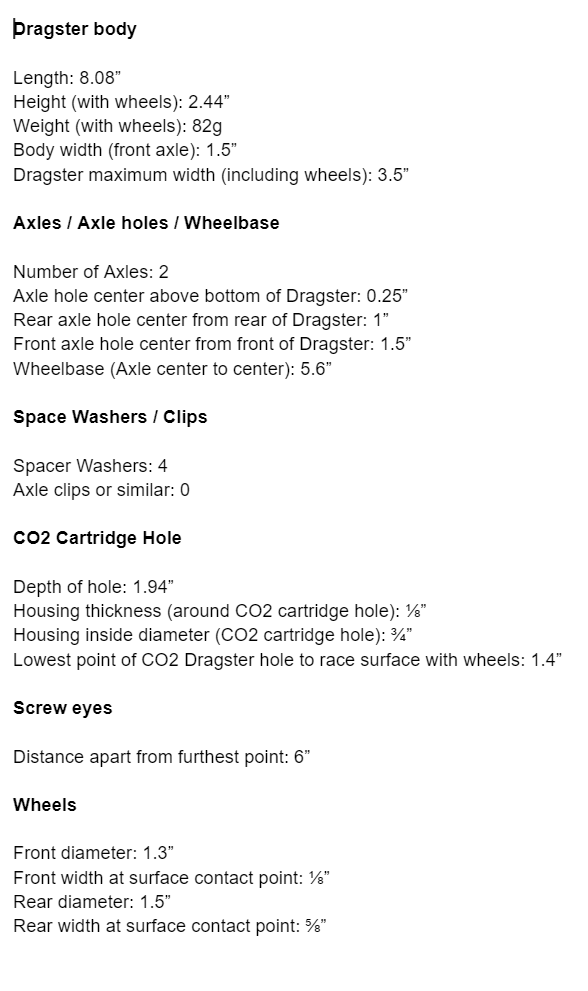 Dragster body
Length: 8.08”
Height (with wheels): 2.44”
Weight (with wheels): 82g
Body width (front axle): 1.5”
Dragster maximum width (including wheels): 3.5”
Axles / Axle holes / Wheelbase
Number of Axles: 2
Axle hole center above bottom of Dragster: 0.25”
Rear axle hole center from rear of Dragster: 1”
Front axle hole center from front of Dragster: 1.5”
Wheelbase (Axle center to center): 5.6”
Space Washers / Clips
Spacer Washers: 4
Axle clips or similar: 0
CO2 Cartridge Hole
Depth of hole: 1.94”
Housing thickness (around CO2 cartridge hole): ⅛”
Housing inside diameter (CO2 cartridge hole): ¾”
Lowest point of CO2 Dragster hole to race surface with wheels: 1.4”
Screw eyes
Distance apart from furthest point: 6”
Wheels
Front diameter: 1.3”
Front width at surface contact point: ⅛”
Rear diameter: 1.5”
Rear width at surface contact point: ⅝”